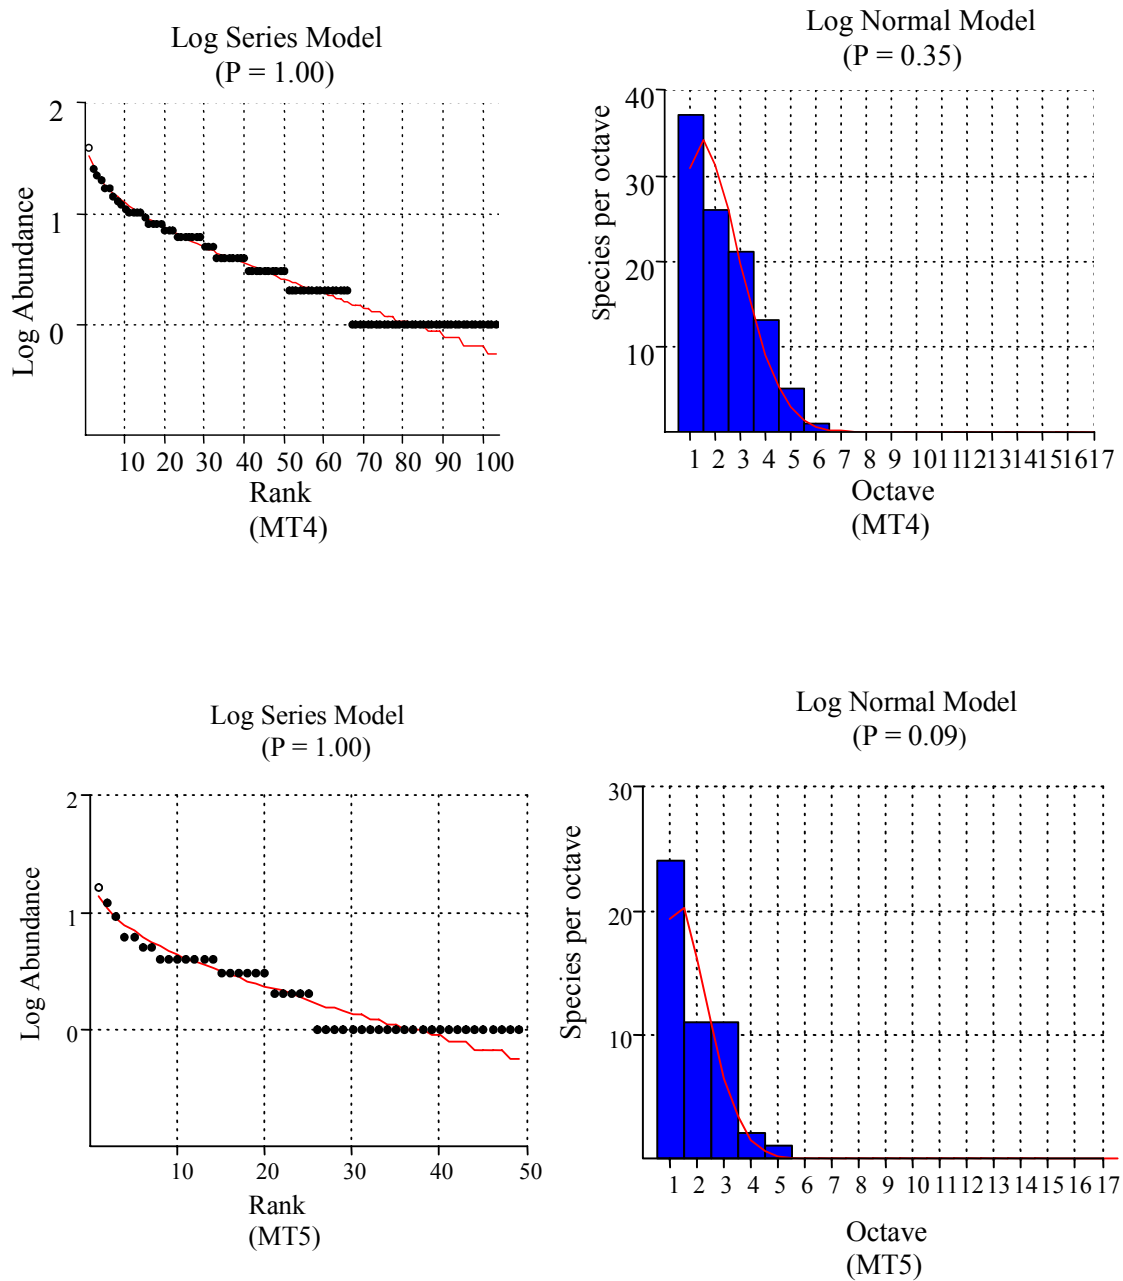 Log Series Model
(P = 1.00)
2
1
0
Log Abundance
10 20 30 40 50 60 70 80 90 100
Rank
(MT4)
Log Normal Model
(P = 0.35)
40
30
20
10
Species per octave
1 2 3 4 5 6 7 8 9 10 11 12 13 14 15 16 17
Octave
(MT4)
Log Series Model
(P = 1.00)
2
1
0
Log Abundance
10 20 30 40 50
Rank
(MT5)
Log Normal Model
(P = 0.09)
30
20
10
Species per octave
1 2 3 4 5 6 7 8 9 10 11 12 13 14 15 16 17
Octave
(MT5)